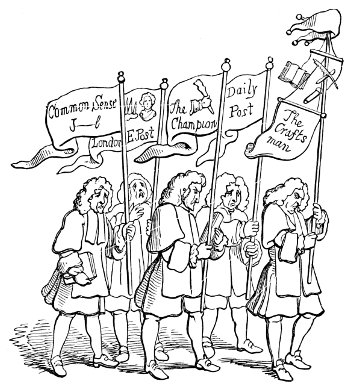 Common Sense
J—l
London E. Post
The
Champion
Daily
Post
The
Crafts
man